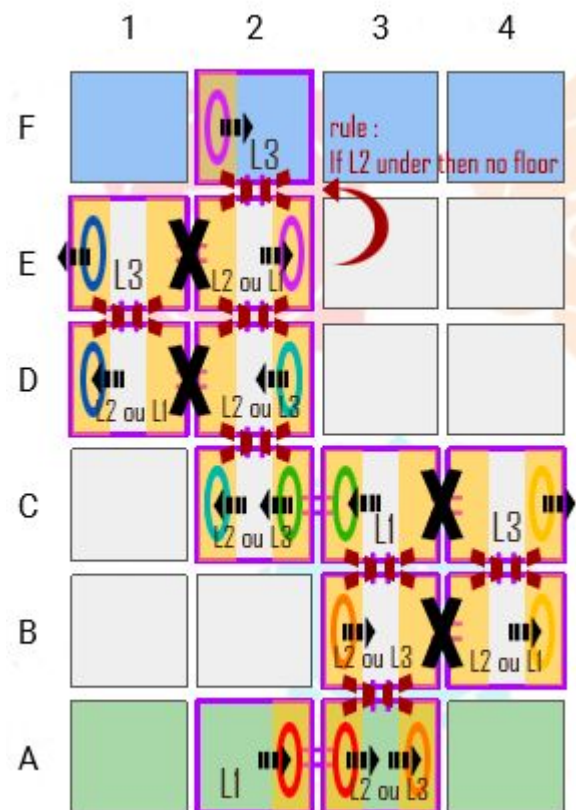 1 2 3 4
F
L3
rule :
If L2 under then no floor
E
L3
L2 ou L1
D
L2 ou L1
L2 ou L3
C
L2 ou L3
L1
L3
B
L2 ou L3
L2 ou L1
A
L1
L2 ou L3